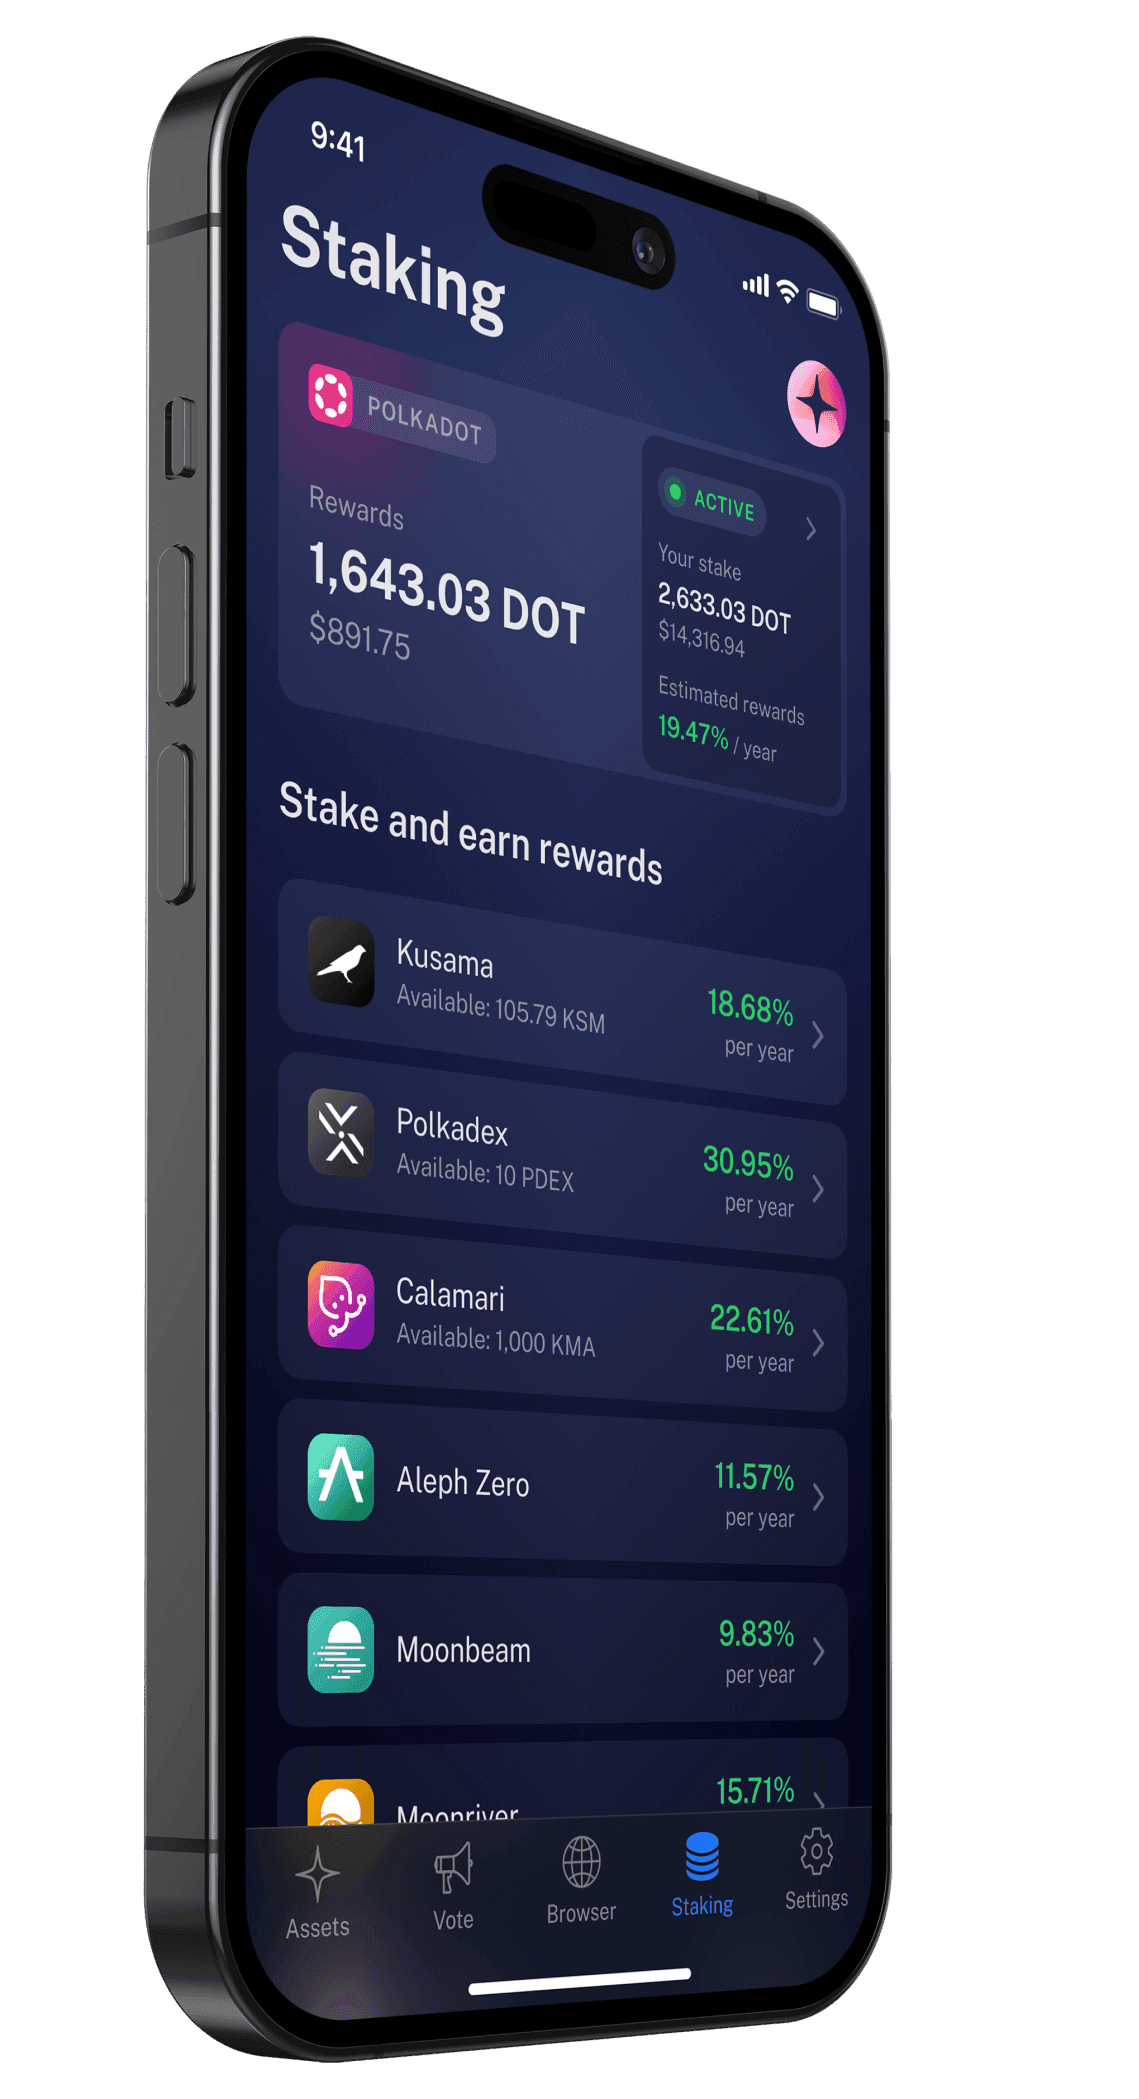 9:41
Staking
POLKADOT
Rewards
1,643.03 DOT
$891.75
ACTIVE
Your stake
2,633.03 DOT
$14,316.94
Estimated rewards
19.47% / year
Stake and earn rewards
Kusama
Available: 105.79 KSM
18.68%
per year
Polkadex
Available: 10 PDEX
30.95%
per year
Calamari
Available: 1,000 KMA
22.61%
per year
Aleph Zero
11.57%
per year
Moonbeam
9.83%
per year
Moonriver
15.71%
Assets
Vote
Browser
Staking
Settings